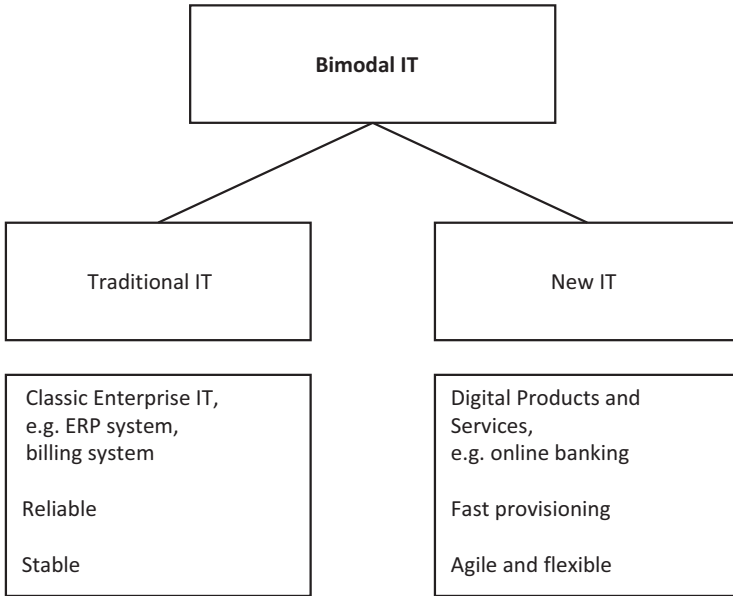 Bimodal IT
Traditional IT
New IT
Classic Enterprise IT,
e.g. ERP system,
billing system
Reliable
Stable
Digital Products and
Services,
e.g. online banking
Fast provisioning
Agile and flexible